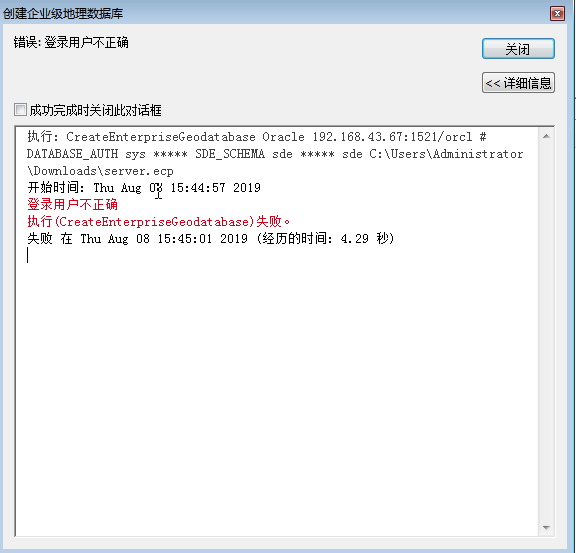 创建企业级地理数据库
错误: 登录用户不正确
关闭
<< 详细信息
成功完成时关闭此对话框
执行: CreateEnterpriseGeodatabase Oracle 192.168.43.67:1521/orcl #
DATABASE_AUTH sys ***** SDE_SCHEMA sde ***** sde C:\Users\Administrator
\Downloads\server.ecp
开始时间: Thu Aug 08 15:44:57 2019
登录用户不正确
执行(CreateEnterpriseGeodatabase)失败。
失败 在 Thu Aug 08 15:45:01 2019 (经历的时间: 4.29 秒)